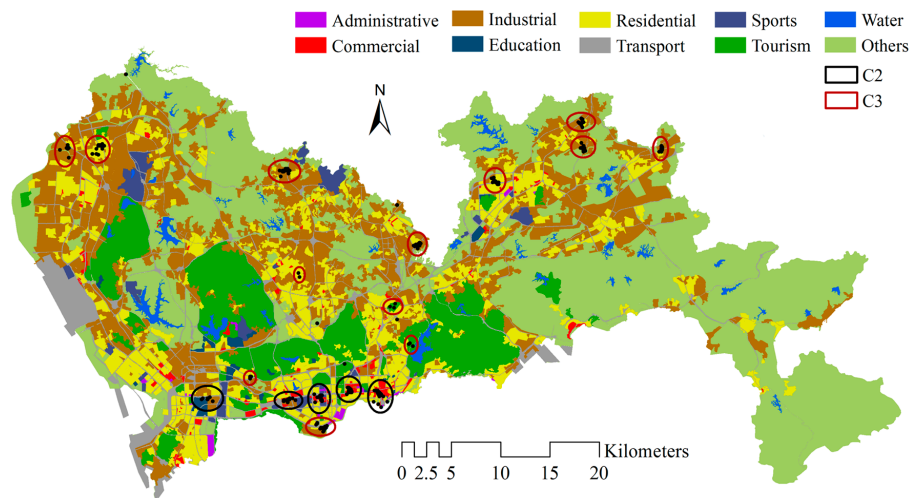 Administrative Industrial Residential Sports Water
Commercial Education Transport Tourism Others
C2
C3
N
Kilometers
0 2.5 5 10 15 20